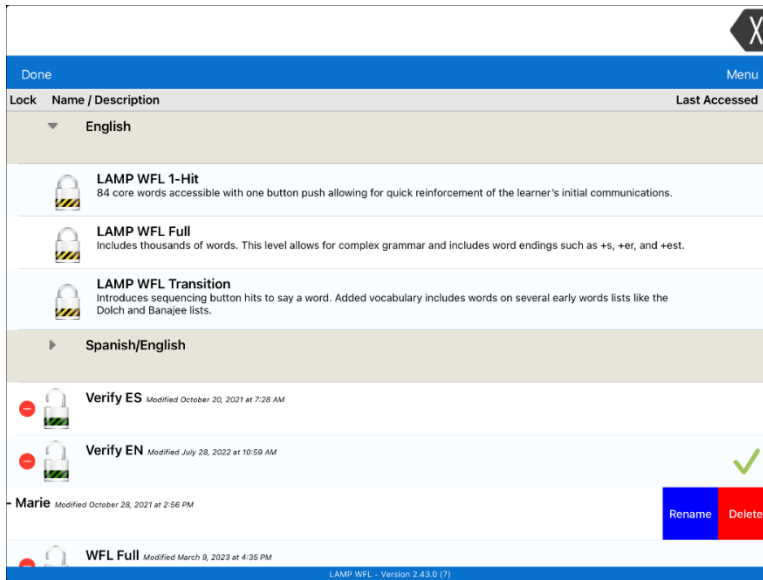 X
Done Menu
Lock Name / Description Last Accessed
English
LAMP WFL 1-Hit
84 core words accessible with one button push allowing for quick reinforcement of the learner's initial communications.
LAMP WFL Full
Includes thousands of words. This level allows for complex grammar and includes word endings such as +s, +er, and +est.
LAMP WFL Transition
Introduces sequencing button hits to say a word. Added vocabulary includes words on several early words lists like the
Dolch and Banajee lists.
Spanish/English
Verify ES Modified October 20, 2021 at 7:28 AM
Verify EN Modified July 28, 2022 at 10:59 AM
- Marie Modified October 28, 2021 at 2:56 PM
Rename Delete
WFL Full Modified March 9, 2023 at 4:35 PM
LAMP WFL - Version 2.43.0 (7)